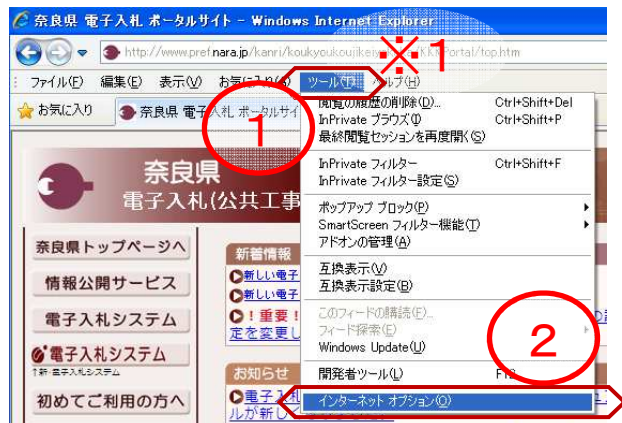 奈良県 電子入札 ポータルサイト - Windows Internet Explorer
http://www.pref.nara.jp/kanri/koukyoukoujikeiyaku/KKNPortal/top.htm
※1
ファイル(F) 編集(E) 表示(V) お気に入り(A) ツール(T) ヘルプ(H)
お気に入り 奈良県 電子入札 ポータルサイ
1
閲覧の履歴の削除(D)... Ctrl+Shift+Del
InPrivate ブラウズ(I) Ctrl+Shift+P
最終閲覧セッションを再度開く(S)
InPrivate フィルター Ctrl+Shift+F
InPrivate フィルター設定(S)
ポップアップ ブロック(P)
SmartScreen フィルター機能(T)
アドオンの管理(A)
互換表示(V)
互換表示設定(B)
このフィードの購読(F)...
フィード探索(E)
Windows Update(U)
開発者ツール(L) F12
インターネット オプション(O)
2
奈良県
電子入札(公共工事
奈良県トップページへ
情報公開サービス
電子入札システム
電子入札システム
↑新・電子入札システム
初めてご利用の方へ
新着情報
新しい電子
新しい電子
！重要！
定を変更し
お知らせ
電子入札
ルが新しく